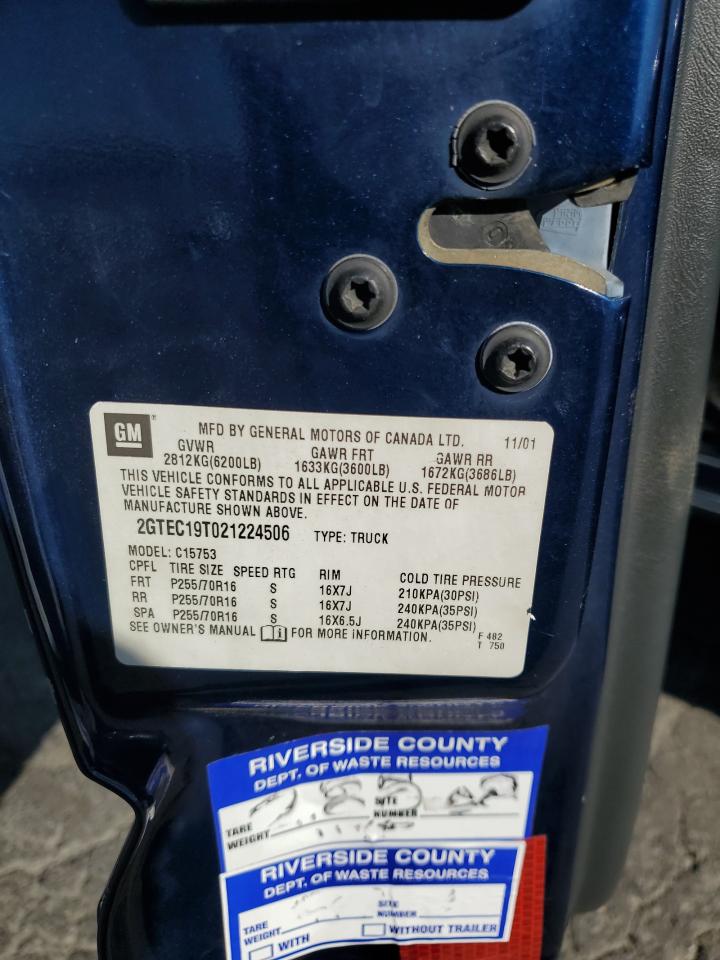 GM
MFD BY GENERAL MOTORS OF CANADA LTD. 11/01
GVWR GAWR FRT GAWR RR
2812KG(6200LB) 1633KG(3600LB) 1672KG(3686LB)
THIS VEHICLE CONFORMS TO ALL APPLICABLE U.S. FEDERAL MOTOR
VEHICLE SAFETY STANDARDS IN EFFECT ON THE DATE OF
MANUFACTURE SHOWN ABOVE.
2GTEC19T021224506 TYPE: TRUCK
MODEL: C15753
CPFL TIRE SIZE SPEED RTG RIM COLD TIRE PRESSURE
FRT P255/70R16 S 16X7J 210KPA(30PSI)
RR P255/70R16 S 16X7J 240KPA(35PSI)
SPA P255/70R16 S 16X6.5J 240KPA(35PSI)
SEE OWNER'S MANUAL FOR MORE INFORMATION. F 482
T 750
RIVERSIDE COUNTY
DEPT. OF WASTE RESOURCES
TARE SITE
WEIGHT NUMBER
RIVERSIDE COUNTY
DEPT. OF WASTE RESOURCES
TARE SITE
WEIGHT NUMBER
WITH WITHOUT TRAILER